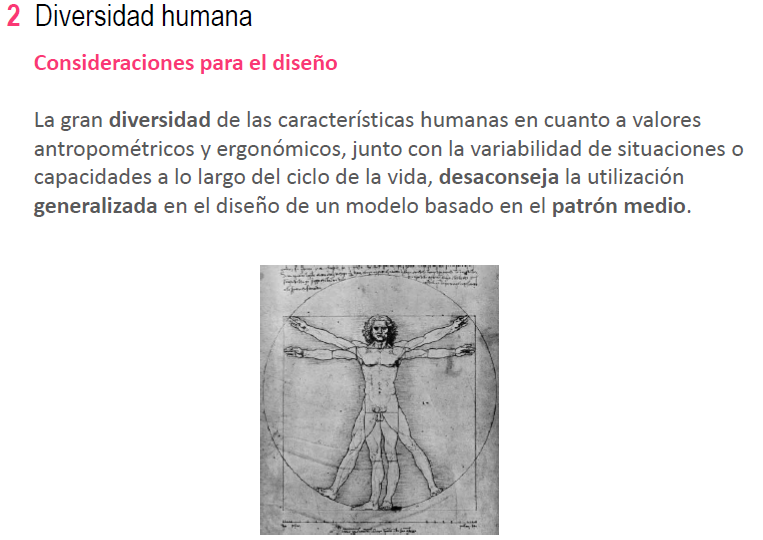 2 Diversidad humana
Consideraciones para el diseño
La gran diversidad de las características humanas en cuanto a valores
antropométricos y ergonómicos, junto con la variabilidad de situaciones o
capacidades a lo largo del ciclo de la vida, desaconseja la utilización
generalizada en el diseño de un modelo basado en el patrón medio.